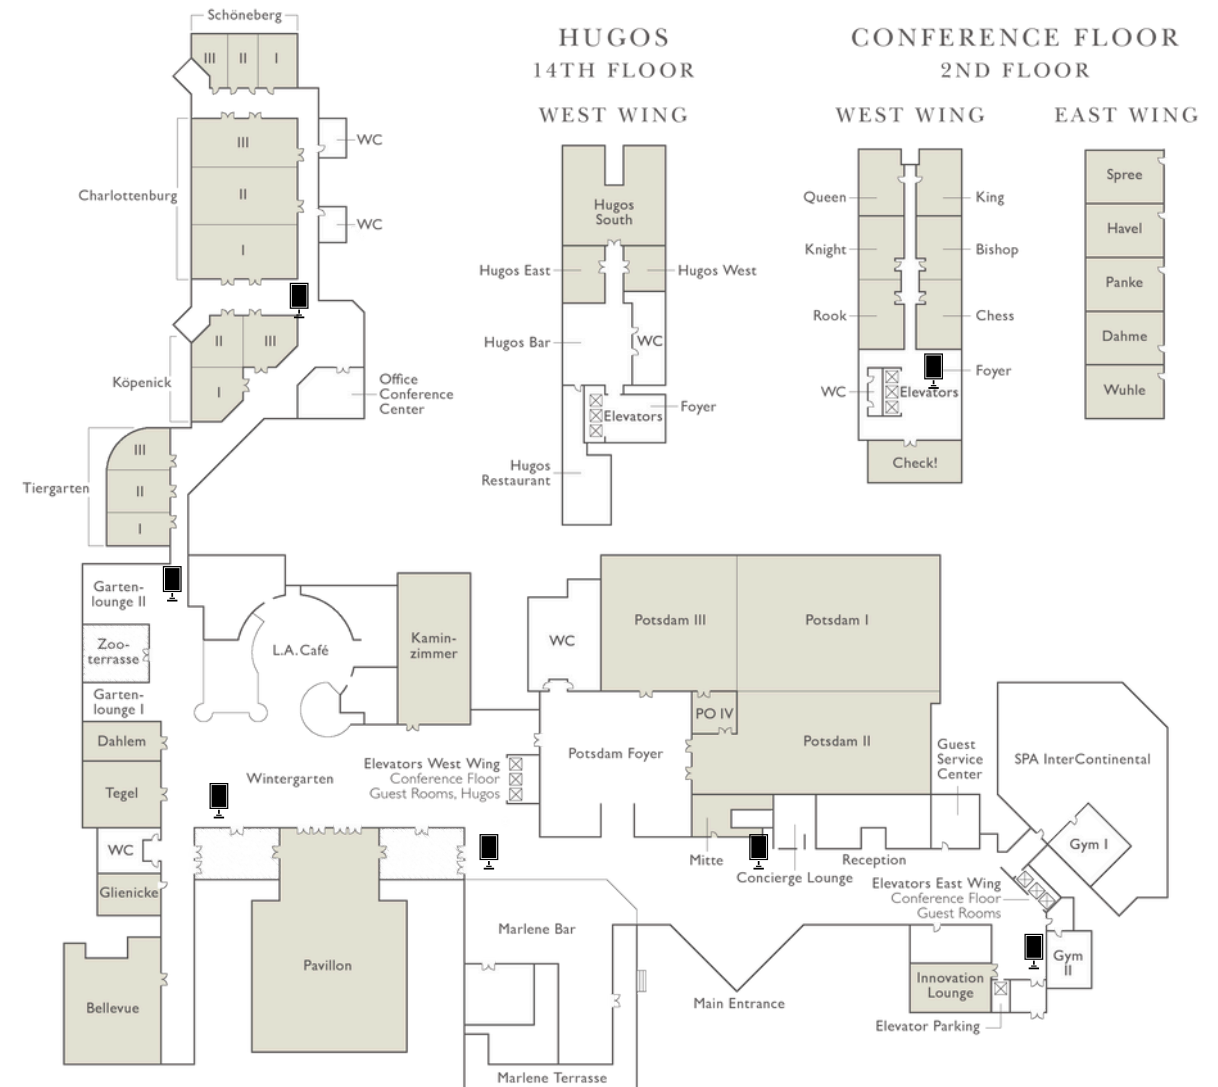 Schöneberg
III
II
I
WC
III
Charlottenburg
II
WC
I
II
III
Köpenick
I
Office
Conference
Center
III
Tiergarten
II
I
HUGOS
14TH FLOOR
WEST WING
Hugos
South
Hugos East
Hugos West
Hugos Bar
WC
Foyer
Elevators
Hugos
Restaurant
CONFERENCE FLOOR
2ND FLOOR
WEST WING
Queen
King
Knight
Bishop
Rook
Chess
Foyer
WC
Elevators
Check!
EAST WING
Spree
Havel
Panke
Dahme
Wuhle
Garten-
lounge II
Zoo-
terrasse
Garten-
lounge I
Dahlem
Tegel
WC
Glienicke
Bellevue
L.A. Café
Kamin-
zimmer
Wintergarten
Elevators West Wing
Conference Floor
Guest Rooms, Hugos
Pavillon
WC
Potsdam III
Potsdam I
PO IV
Potsdam Foyer
Potsdam II
Mitte
Concierge Lounge
Reception
Guest
Service
Center
SPA InterContinental
Gym I
Elevators East Wing
Conference Floor
Guest Rooms
Gym
II
Innovation
Lounge
Elevator Parking
Marlene Bar
Main Entrance
Marlene Terrasse